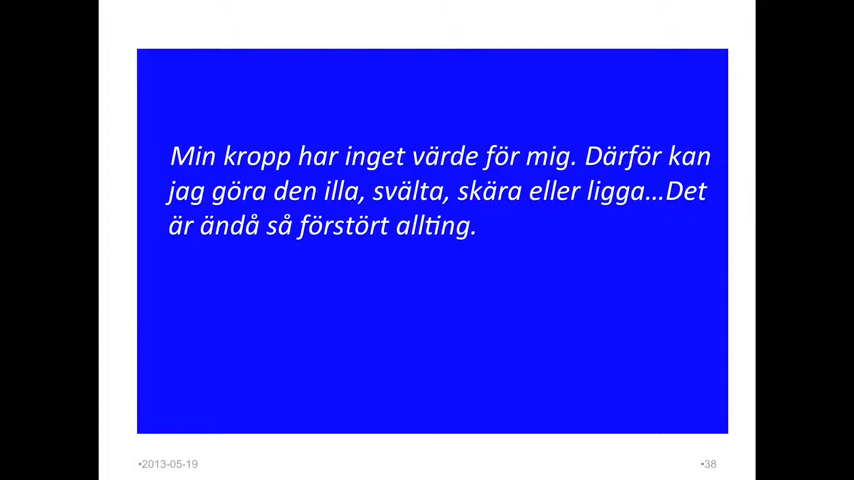 Min kropp har inget värde för mig. Därför kan
jag göra den illa, svälta, skära eller ligga…Det
är ändå så förstört allting.
•2013-05-19
•38